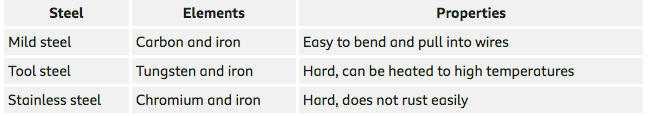 Steel Elements Properties
Mild steel Carbon and iron Easy to bend and pull into wires
Tool steel Tungsten and iron Hard, can be heated to high temperatures
Stainless steel Chromium and iron Hard, does not rust easily